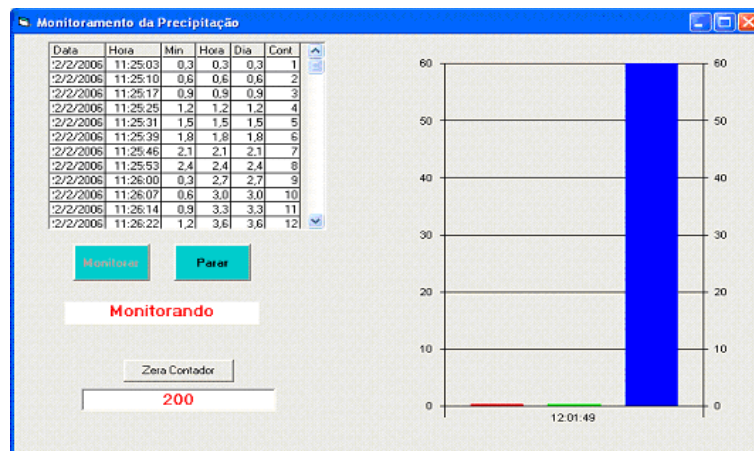 Monitoramento da Precipitação
Data Hora Min Hora Dia Cont
:2/2/2006 11:25:03 0,3 0,3 0,3 1
:2/2/2006 11:25:10 0,6 0,6 0,6 2
:2/2/2006 11:25:17 0,9 0,9 0,9 3
:2/2/2006 11:25:25 1,2 1,2 1,2 4
:2/2/2006 11:25:31 1,5 1,5 1,5 5
:2/2/2006 11:25:39 1,8 1,8 1,8 6
:2/2/2006 11:25:46 2,1 2,1 2,1 7
:2/2/2006 11:25:53 2,4 2,4 2,4 8
:2/2/2006 11:26:00 0,3 2,7 2,7 9
:2/2/2006 11:26:07 0,6 3,0 3,0 10
:2/2/2006 11:26:14 0,9 3,3 3,3 11
:2/2/2006 11:26:22 1,2 3,6 3,6 12
Monitorar Parar
Monitorando
Zera Contador
200
60 60
50 50
40 40
30 30
20 20
10 10
0 0
12:01:49